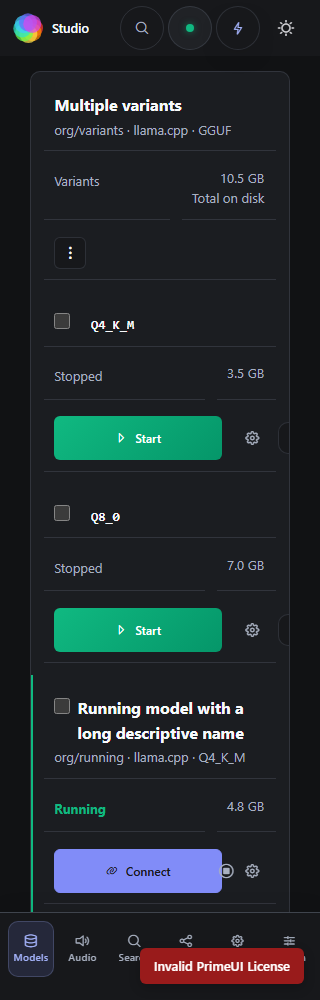 Studio
Multiple variants
org/variants · llama.cpp · GGUF
Variants
10.5 GB
Total on disk
Q4_K_M
Stopped
3.5 GB
Start
Q8_0
Stopped
7.0 GB
Start
Running model with a
long descriptive name
org/running · llama.cpp · Q4_K_M
Running
4.8 GB
Connect
Models
Audio
Invalid PrimeUI License